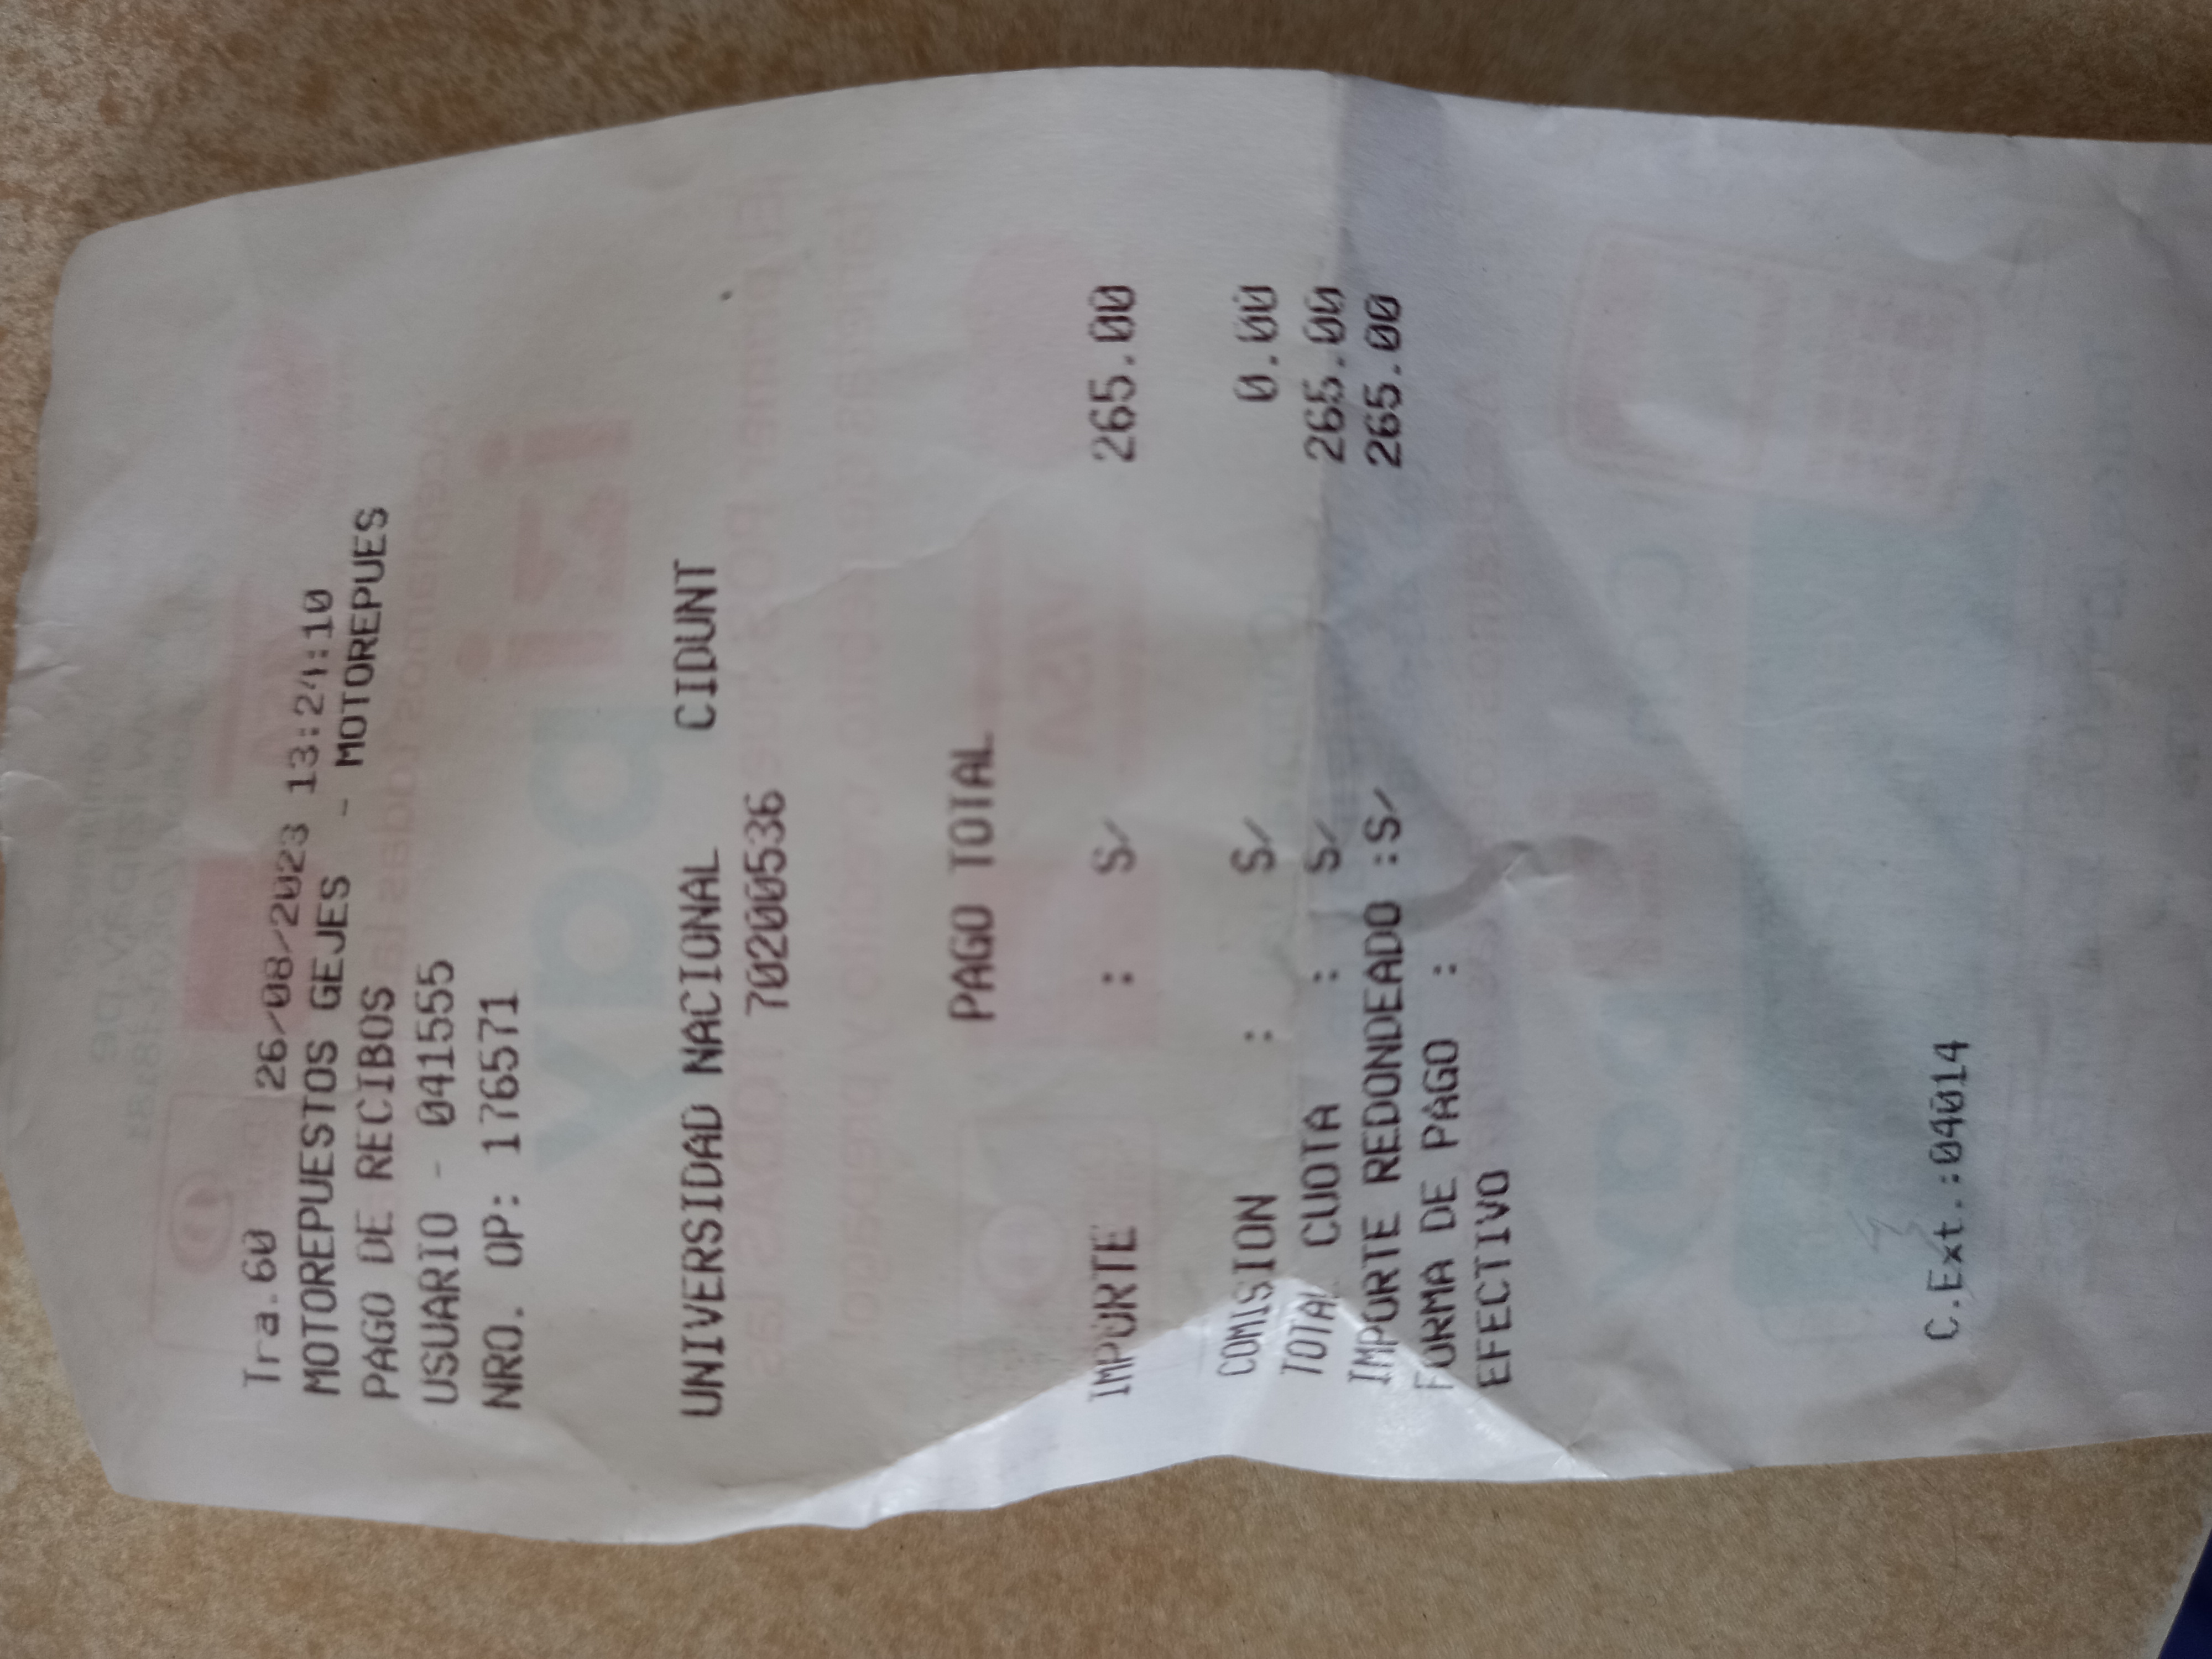 Tra.60 26/08/2023 13:24:10
MOTOREPUESTOS GEJES - MOTOREPUES
PAGO DE RECIBOS
USUARIO - 041555
NRO. OP: 176571
UNIVERSIDAD NACIONAL CIDUNT
70200536
PAGO TOTAL
IMPORTE : S/ 265.00
COMISION : S/ 0.00
TOTAL CUOTA : S/ 265.00
IMPORTE REDONDEADO :S/ 265.00
FORMA DE PAGO :
EFECTIVO
C.Ext.:04014